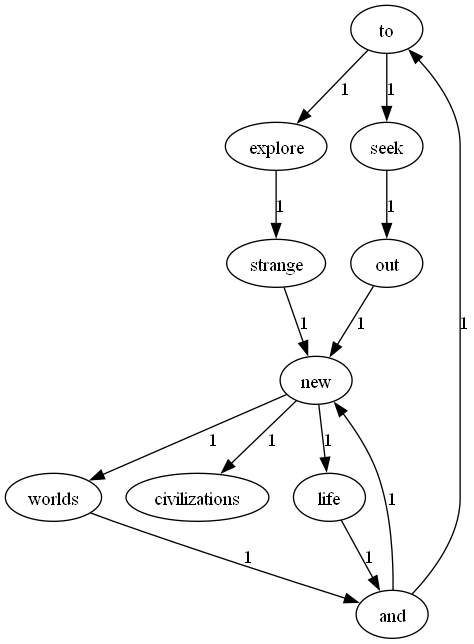 to
1 1
explore seek
1 1
strange out
1 1 1
new
1 1 1
worlds civilizations life
1
1 1
and